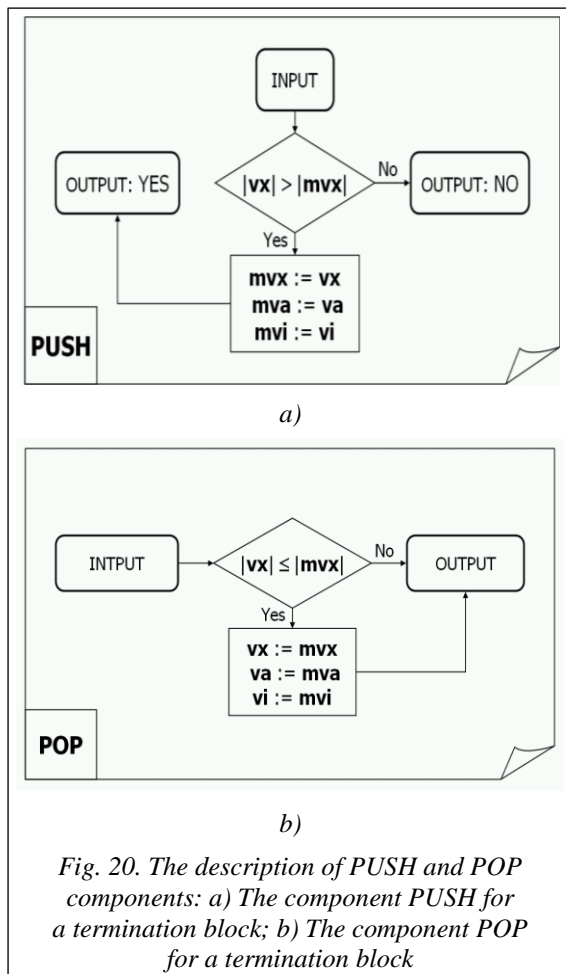 INPUT
|vx| > |mvx|
No
OUTPUT: YES
OUTPUT: NO
Yes
mvx := vx
mva := va
mvi := vi
PUSH
a)
INTPUT
|vx| ≤ |mvx|
No
OUTPUT
Yes
vx := mvx
va := mva
vi := mvi
POP
b)
Fig. 20. The description of PUSH and POP
components: a) The component PUSH for
a termination block; b) The component POP
for a termination block